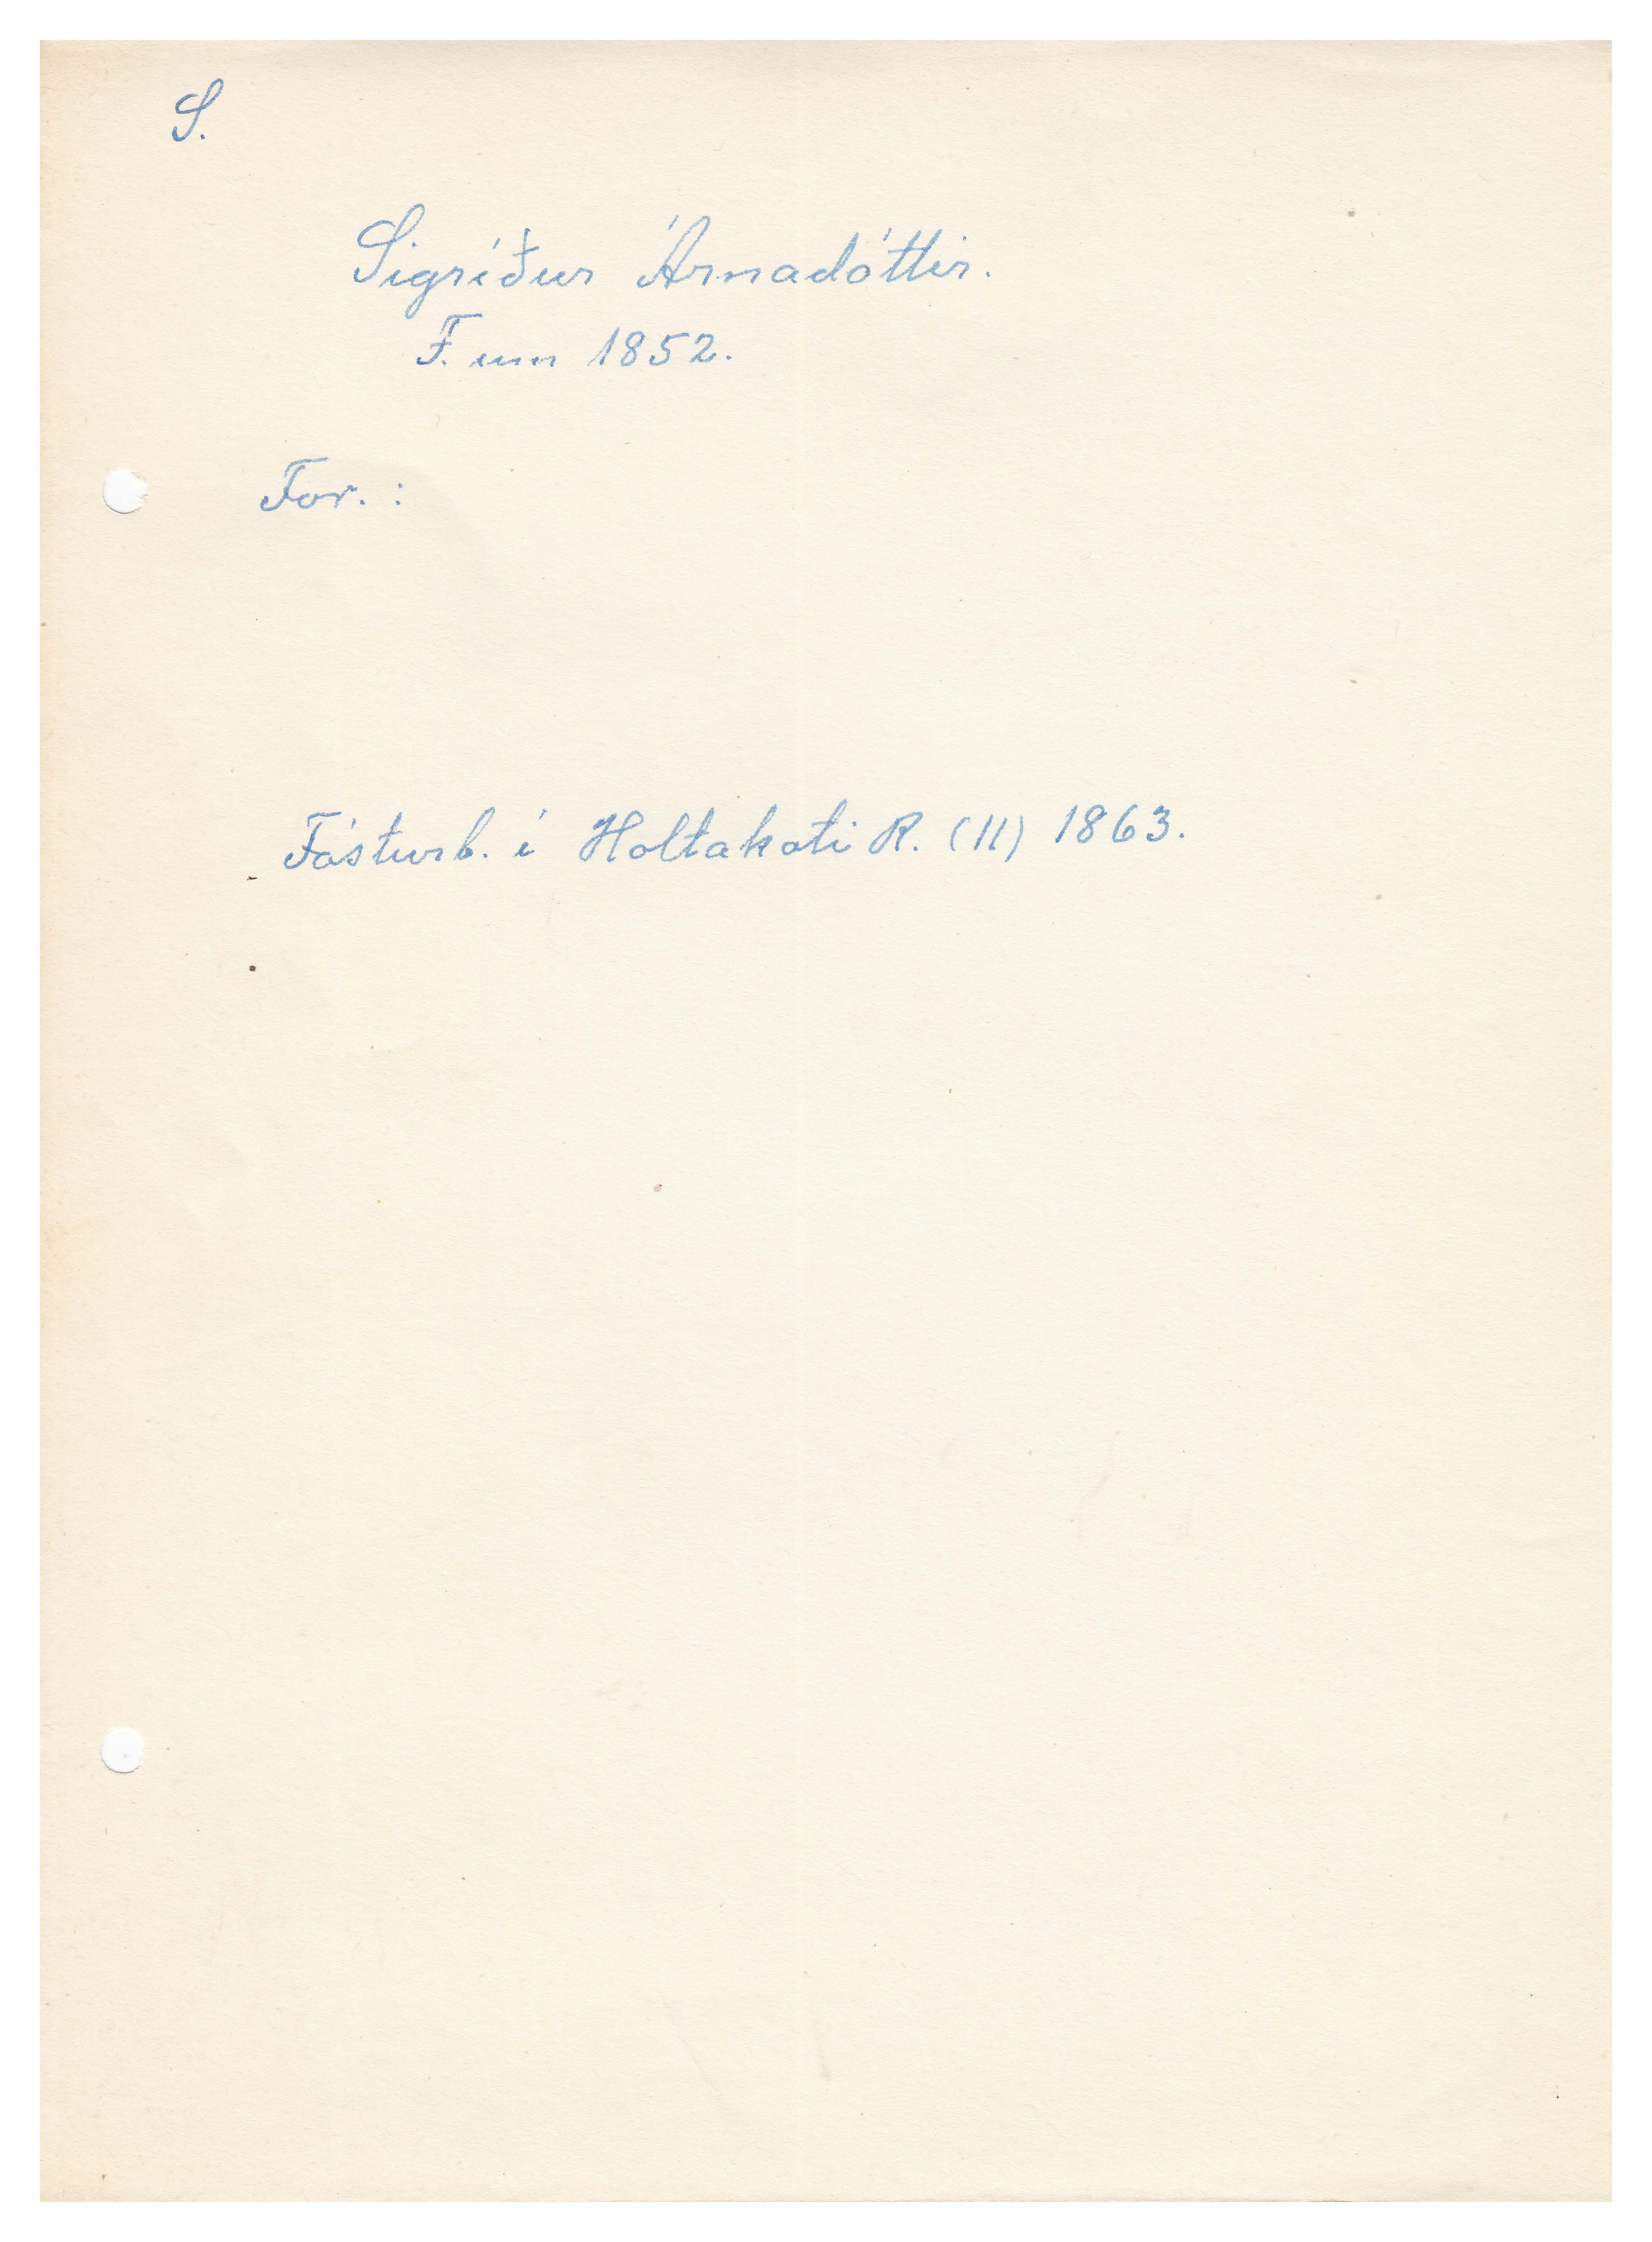 S.
Sigríður Árnadóttir.
F. um 1852.
For. :
Fósturb. í Holtakoti R. (11) 1863.